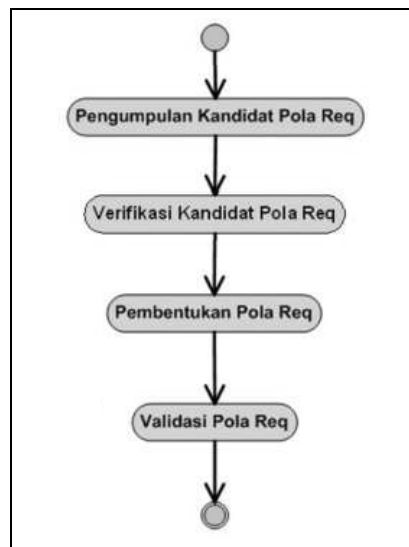 Pengumpulan Kandidat Pola Req
Verifikasi Kandidat Pola Req
Pembentukan Pola Req
Validasi Pola Req